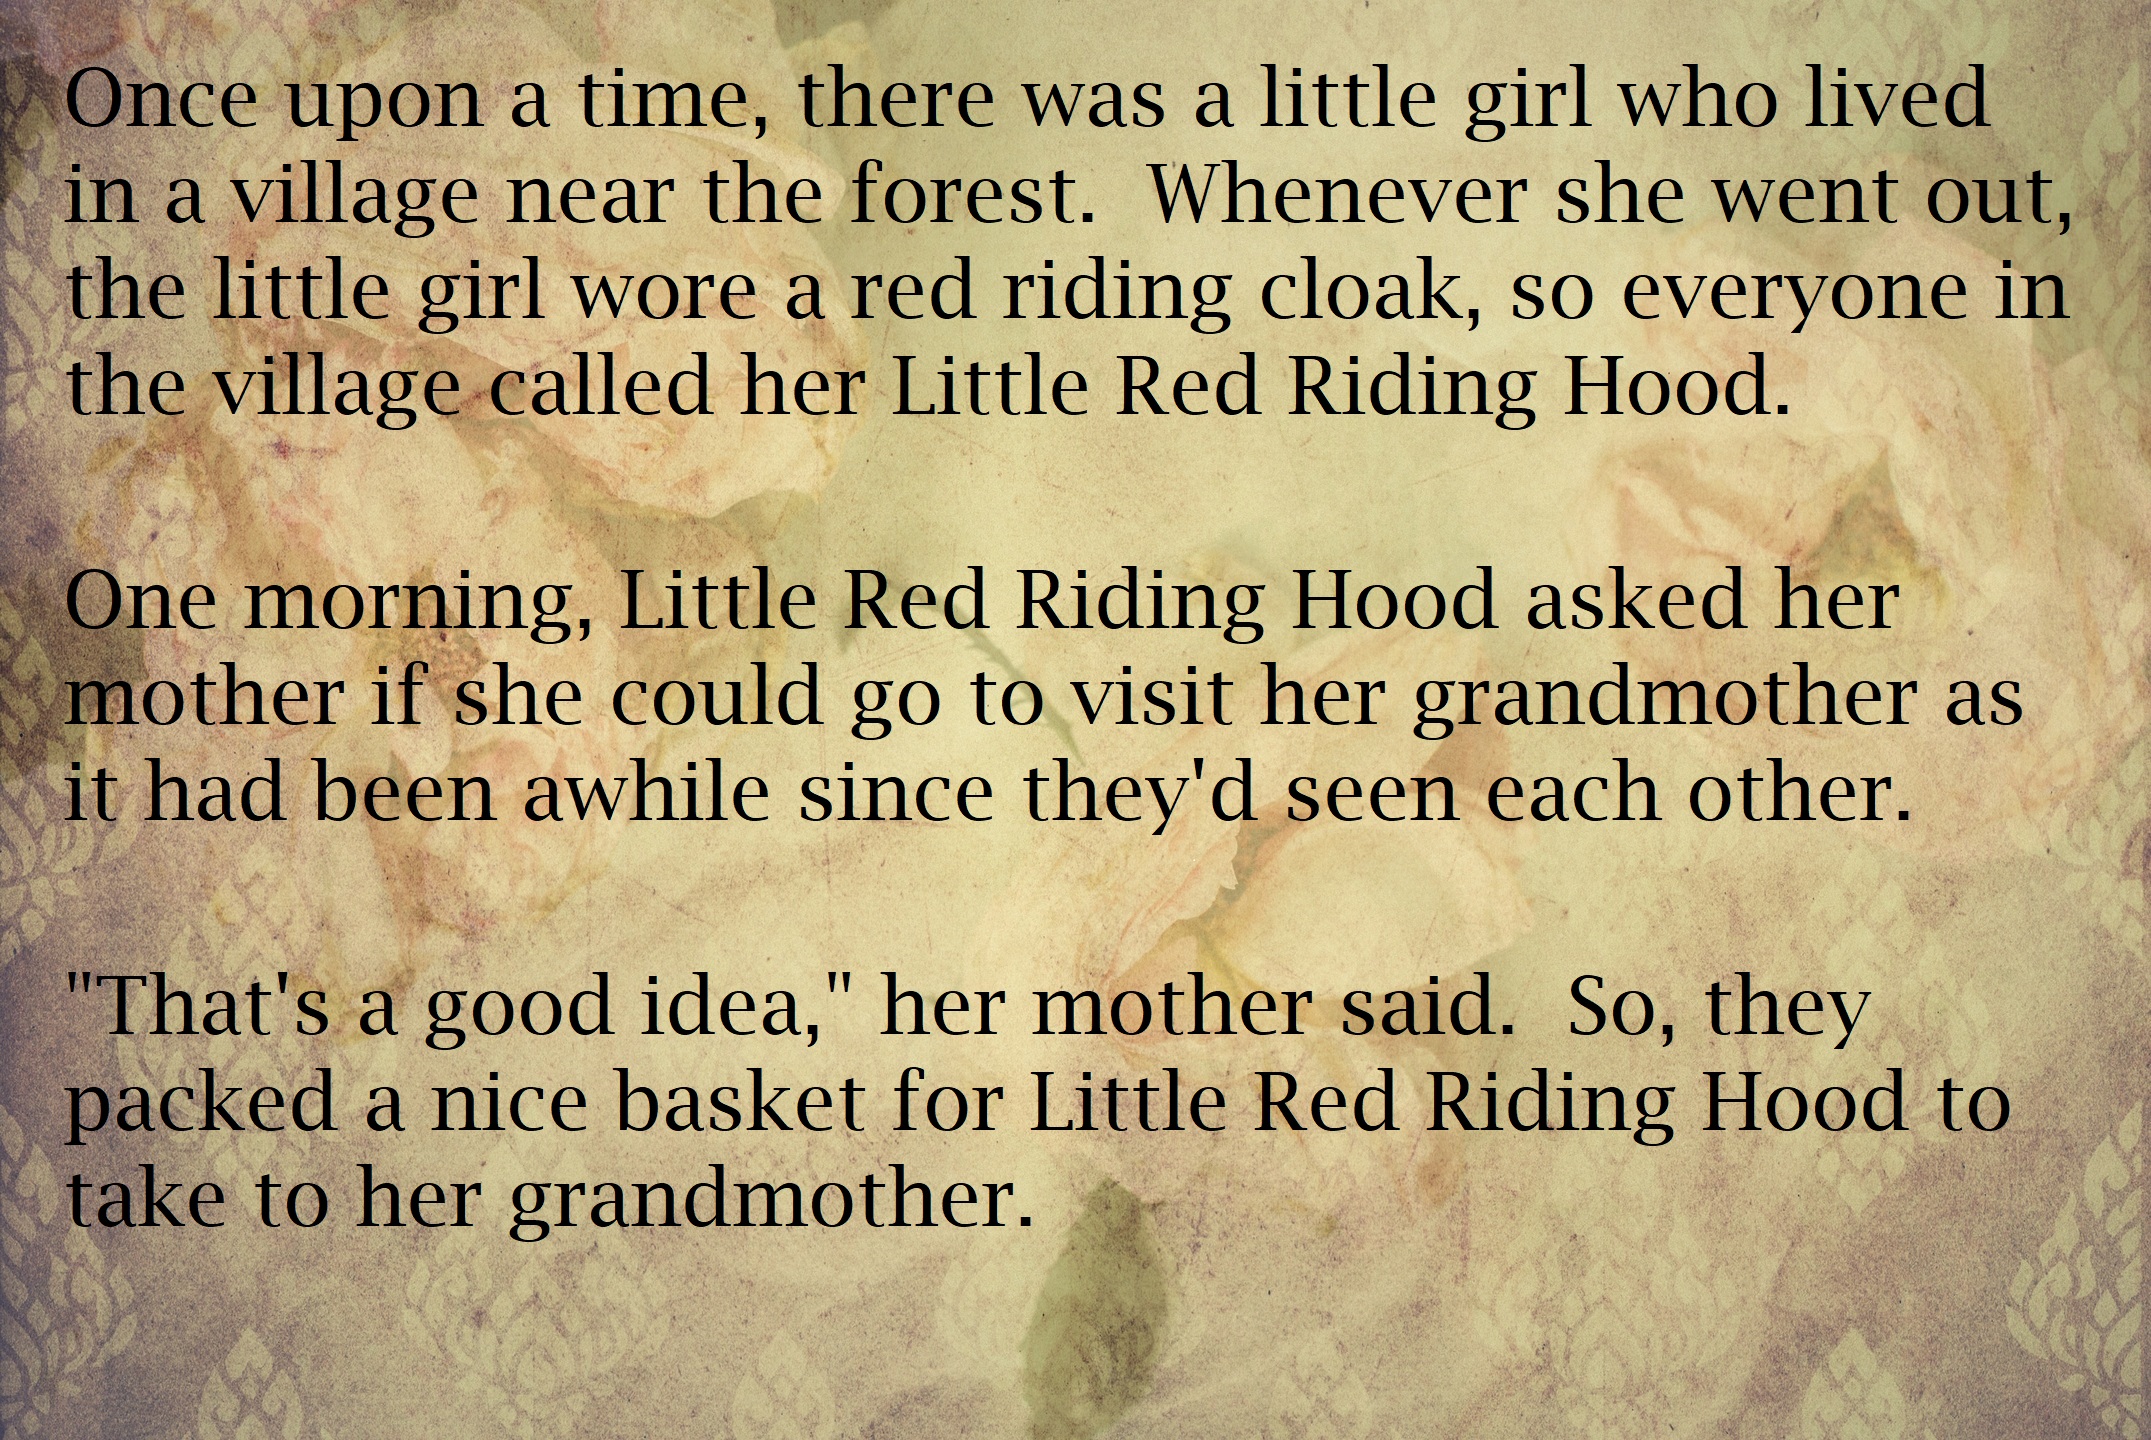 Once upon a time, there was a little girl who lived
in a village near the forest.  Whenever she went out,
the little girl wore a red riding cloak, so everyone in
the village called her Little Red Riding Hood.
One morning, Little Red Riding Hood asked her
mother if she could go to visit her grandmother as
it had been awhile since they'd seen each other.
"That's a good idea," her mother said.  So, they
packed a nice basket for Little Red Riding Hood to
take to her grandmother.